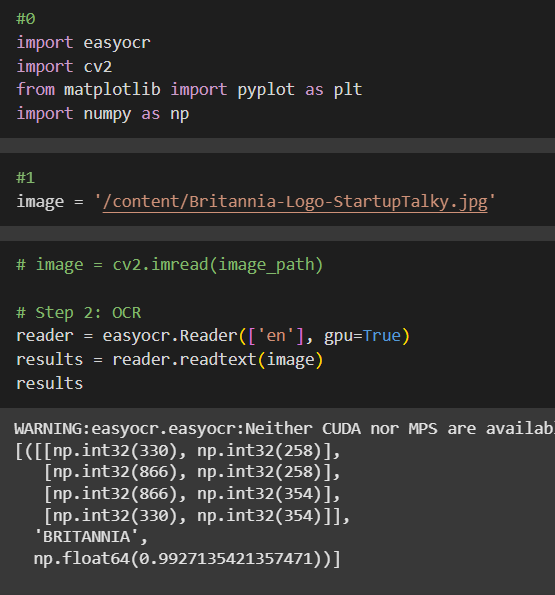 #0
import easyocr
import cv2
from matplotlib import pyplot as plt
import numpy as np
#1
image = '/content/Britannia-Logo-StartupTalky.jpg'
# image = cv2.imread(image_path)
# Step 2: OCR
reader = easyocr.Reader(['en'], gpu=True)
results = reader.readtext(image)
results
WARNING:easyocr.easyocr:Neither CUDA nor MPS are availab
[([[np.int32(330), np.int32(258)],
[np.int32(866), np.int32(258)],
[np.int32(866), np.int32(354)],
[np.int32(330), np.int32(354)]],
'BRITANNIA',
np.float64(0.9927135421357471))]